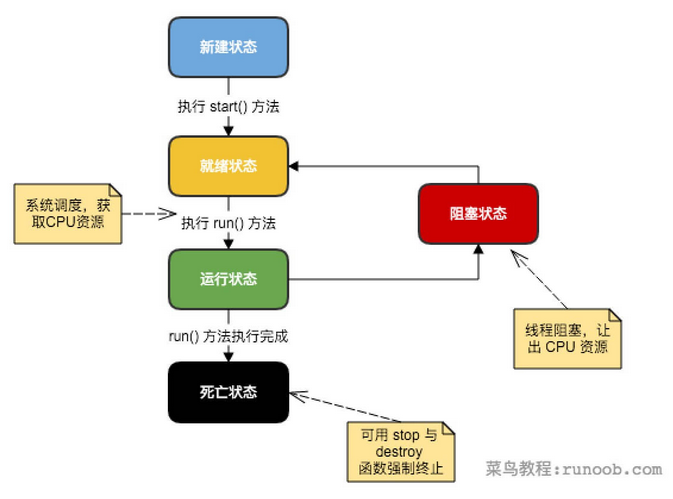 新建状态
执行 start() 方法
就绪状态
系统调度，获
取CPU资源
执行 run() 方法
阻塞状态
运行状态
线程阻塞，让
出 CPU 资源
run() 方法执行完成
死亡状态
可用 stop 与
destroy
函数强制终止
菜鸟教程:runoob.com